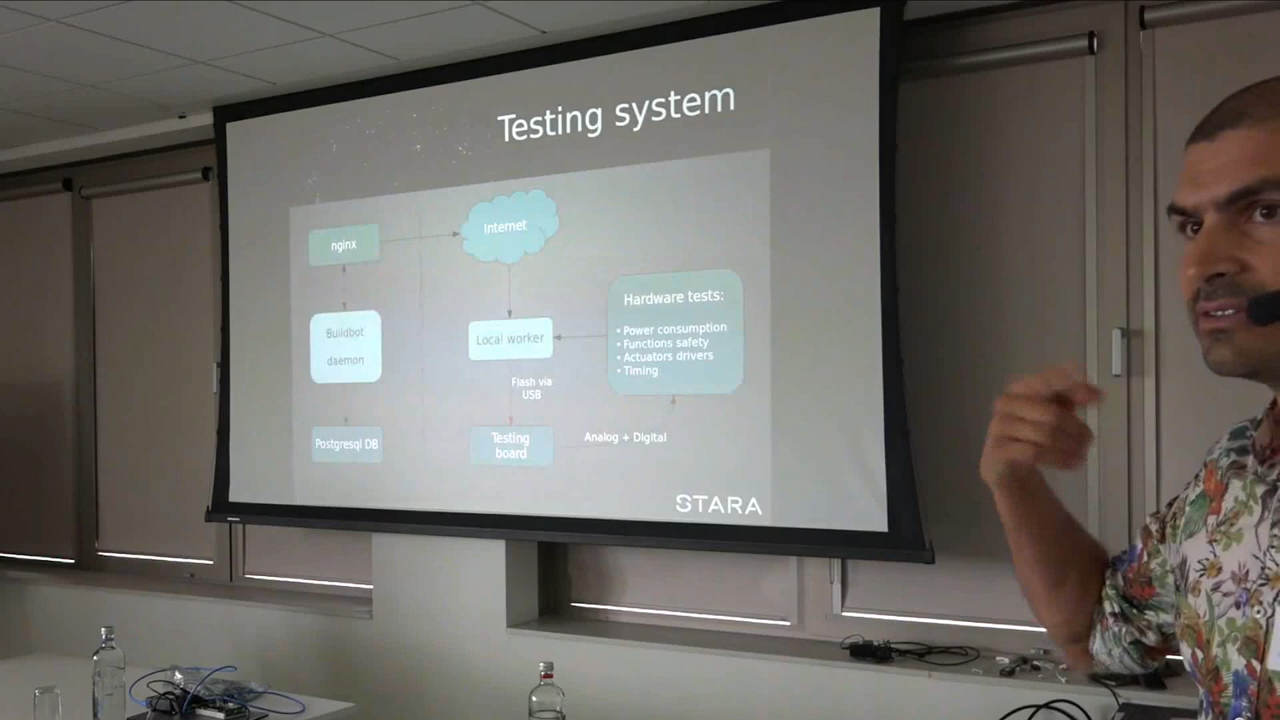 Testing system
nginx
Internet
Buildbot
daemon
Local worker
Hardware tests:
• Power consumption
• Functions safety
• Actuators drivers
• Timing
Flash via
USB
Postgresql DB
Testing
board
Analog + Digital
STARA